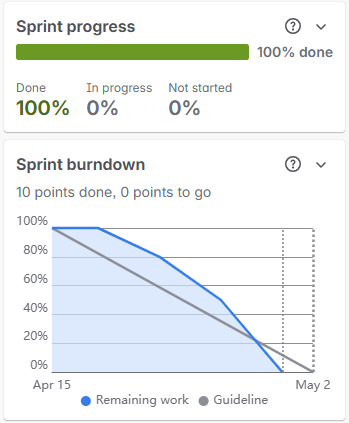 Sprint progress
100% done
Done In progress Not started
100% 0% 0%
Sprint burndown
10 points done, 0 points to go
100%
80%
60%
40%
20%
0%
Apr 15 May 2
Remaining work Guideline